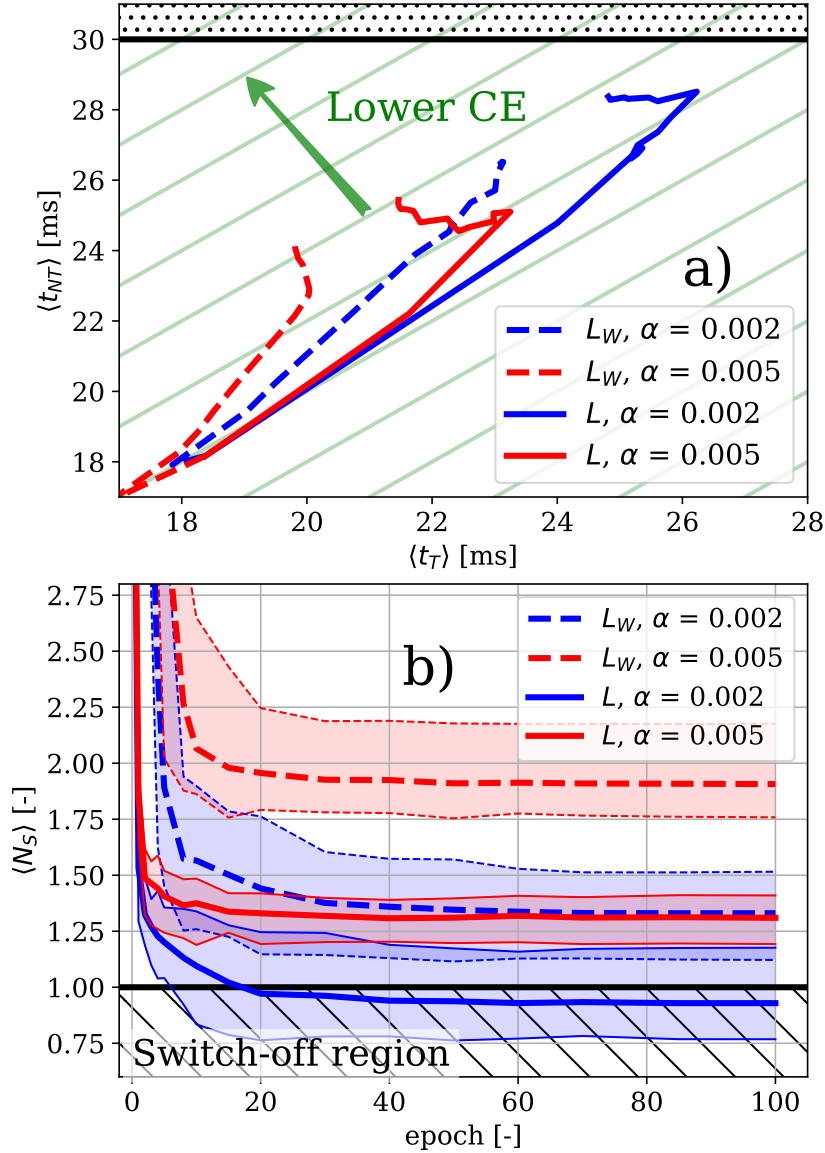 30
28
26
24
22
20
18
⟨t_NT⟩ [ms]
Lower CE
a)
L_W, α = 0.002
L_W, α = 0.005
L, α = 0.002
L, α = 0.005
18 20 22 24 26 28
⟨t_T⟩ [ms]
2.75
2.50
2.25
2.00
1.75
1.50
1.25
1.00
0.75
⟨N_S⟩ [-]
b)
L_W, α = 0.002
L_W, α = 0.005
L, α = 0.002
L, α = 0.005
Switch-off region
0 20 40 60 80 100
epoch [-]